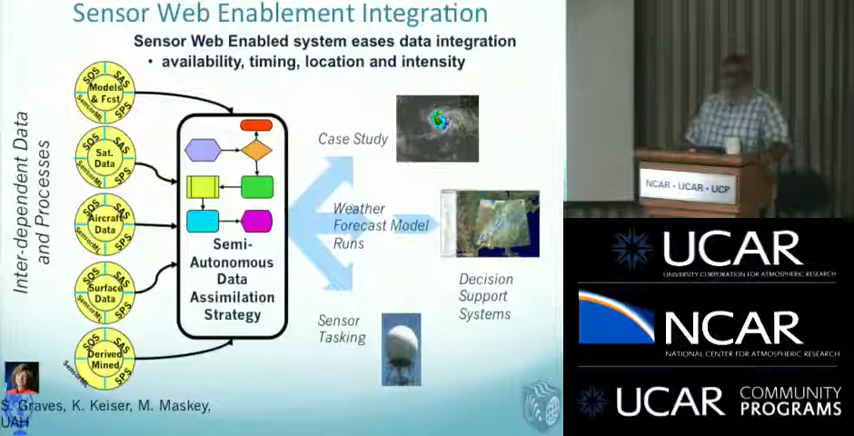 Sensor Web Enablement Integration
Sensor Web Enabled system eases data integration
• availability, timing, location and intensity
Inter-dependent Data
and Processes
SOS
SAS
Models
& Fcst
SensorML
SPS
SOS
SAS
Sat.
Data
SensorML
SPS
SOS
SAS
Aircraft
Data
SensorML
SPS
SOS
SAS
Surface
Data
SensorML
SPS
SOS
SAS
Derived
Mined
SensorML
SPS
Semi-
Autonomous
Data
Assimilation
Strategy
Case Study
Weather
Forecast Model
Runs
Sensor
Tasking
Decision
Support
Systems
S. Graves, K. Keiser, M. Maskey,
UAH
NCAR • UCAR • UCP
UCAR
UNIVERSITY CORPORATION FOR ATMOSPHERIC RESEARCH
NCAR
NATIONAL CENTER FOR ATMOSPHERIC RESEARCH
UCAR
COMMUNITY
PROGRAMS